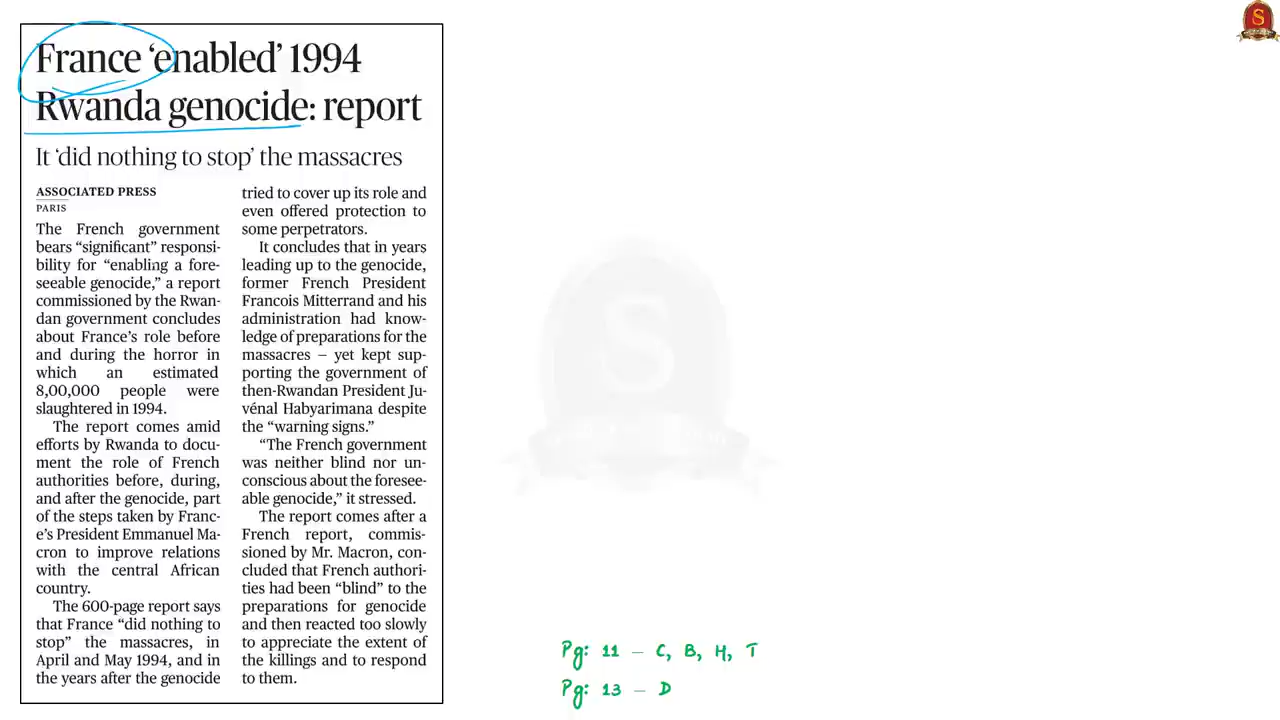 France ‘enabled’ 1994
Rwanda genocide: report
It ‘did nothing to stop’ the massacres
ASSOCIATED PRESS
PARIS
The French government
bears “significant” responsi-
bility for “enabling a fore-
seeable genocide,” a report
commissioned by the Rwan-
dan government concludes
about France’s role before
and during the horror in
which an estimated
8,00,000 people were
slaughtered in 1994.
The report comes amid
efforts by Rwanda to docu-
ment the role of French
authorities before, during,
and after the genocide, part
of the steps taken by Franc-
e’s President Emmanuel Ma-
cron to improve relations
with the central African
country.
The 600-page report says
that France “did nothing to
stop” the massacres, in
April and May 1994, and in
the years after the genocide
tried to cover up its role and
even offered protection to
some perpetrators.
It concludes that in years
leading up to the genocide,
former French President
Francois Mitterrand and his
administration had know-
ledge of preparations for the
massacres – yet kept sup-
porting the government of
then-Rwandan President Ju-
vénal Habyarimana despite
the “warning signs.”
“The French government
was neither blind nor un-
conscious about the foresee-
able genocide,” it stressed.
The report comes after a
French report, commis-
sioned by Mr. Macron, con-
cluded that French authori-
ties had been “blind” to the
preparations for genocide
and then reacted too slowly
to appreciate the extent of
the killings and to respond
to them.
Pg: 11 – C, B, H, T
Pg: 13 – D
S
S